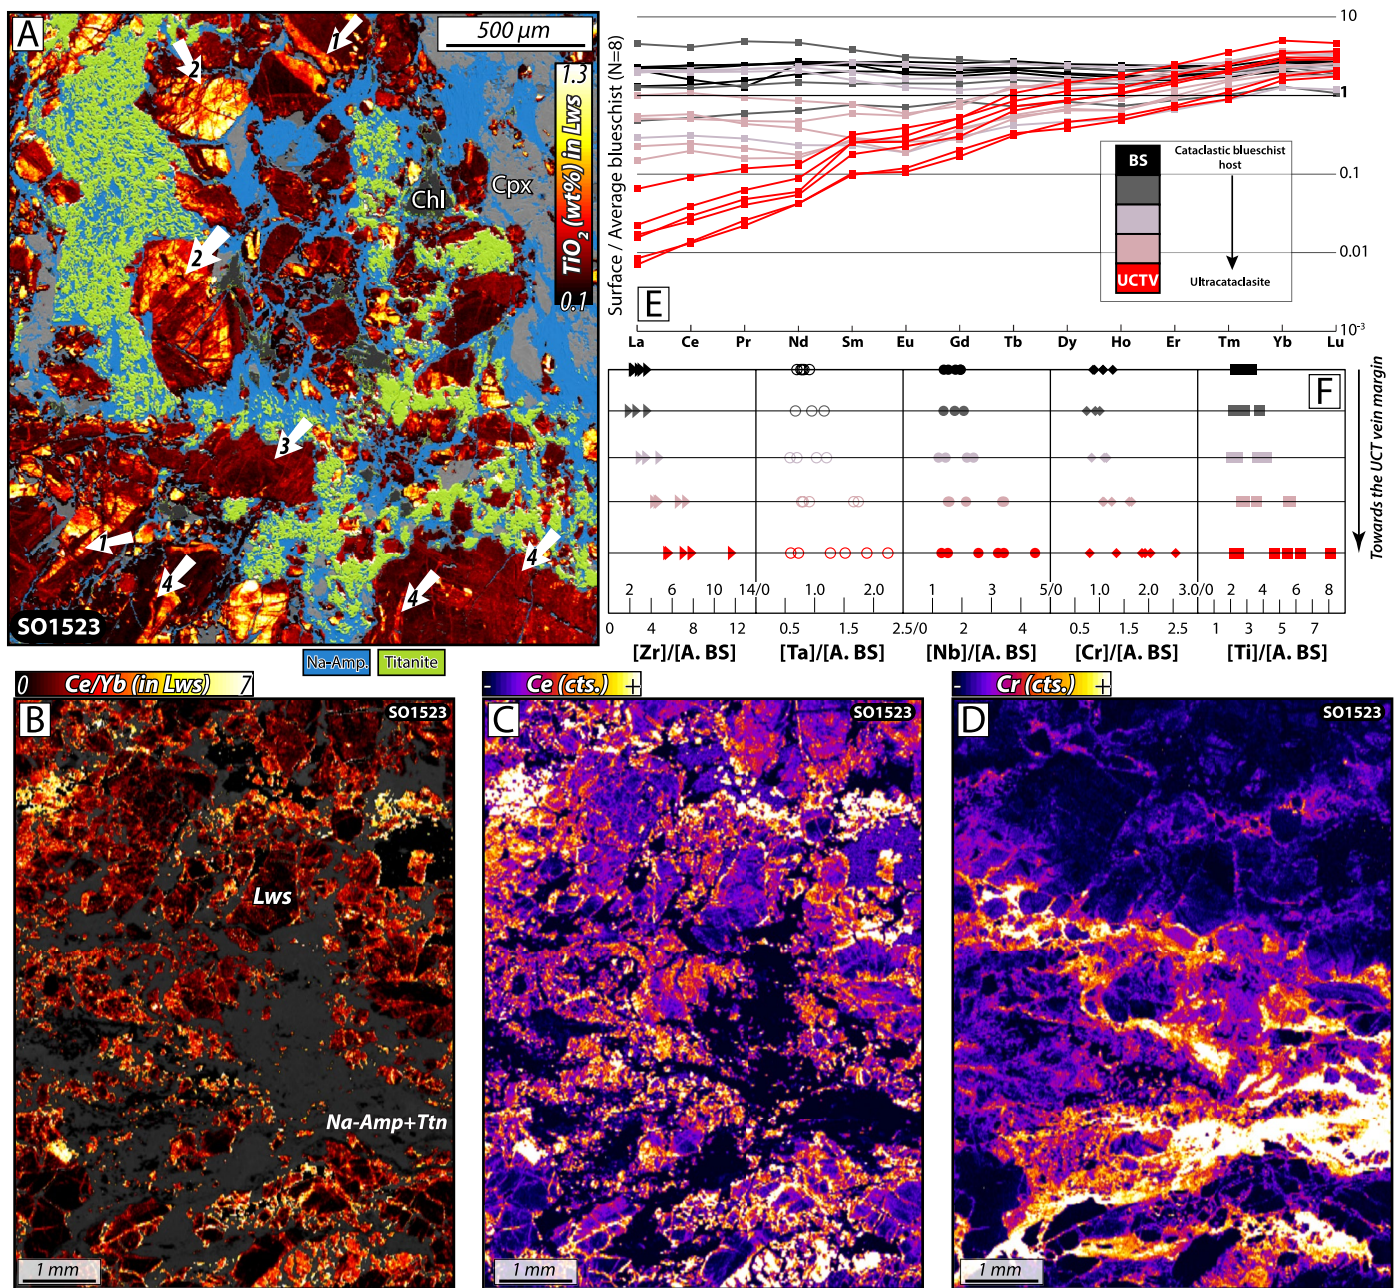 A
500 μm
1
2
1.3
TiO2 (wt%) in Lws
0.1
Chl
Cpx
2
3
1
4
4
4
SO1523
Na-Amp.
Titanite
Surface / Average blueschist (N=8)
10
1
0.1
0.01
10-3
BS
Cataclastic blueschist
host
UCTV
Ultracataclasite
E
La Ce Pr Nd Sm Eu Gd Tb Dy Ho Er Tm Yb Lu
F
Towards the UCT vein margin
2 6 10 14/0 1.0 2.0 1 3 5/0 1.0 2.0 3.0/0 2 4 6 8
0 4 8 12 0.5 1.5 2.5/0 2 4 0.5 1.5 2.5 1 3 5 7
[Zr]/[A. BS] [Ta]/[A. BS] [Nb]/[A. BS] [Cr]/[A. BS] [Ti]/[A. BS]
0 Ce/Yb (in Lws) 7
B
SO1523
Lws
Na-Amp+Ttn
1 mm
- Ce (cts.) +
C
SO1523
1 mm
- Cr (cts.) +
D
SO1523
1 mm